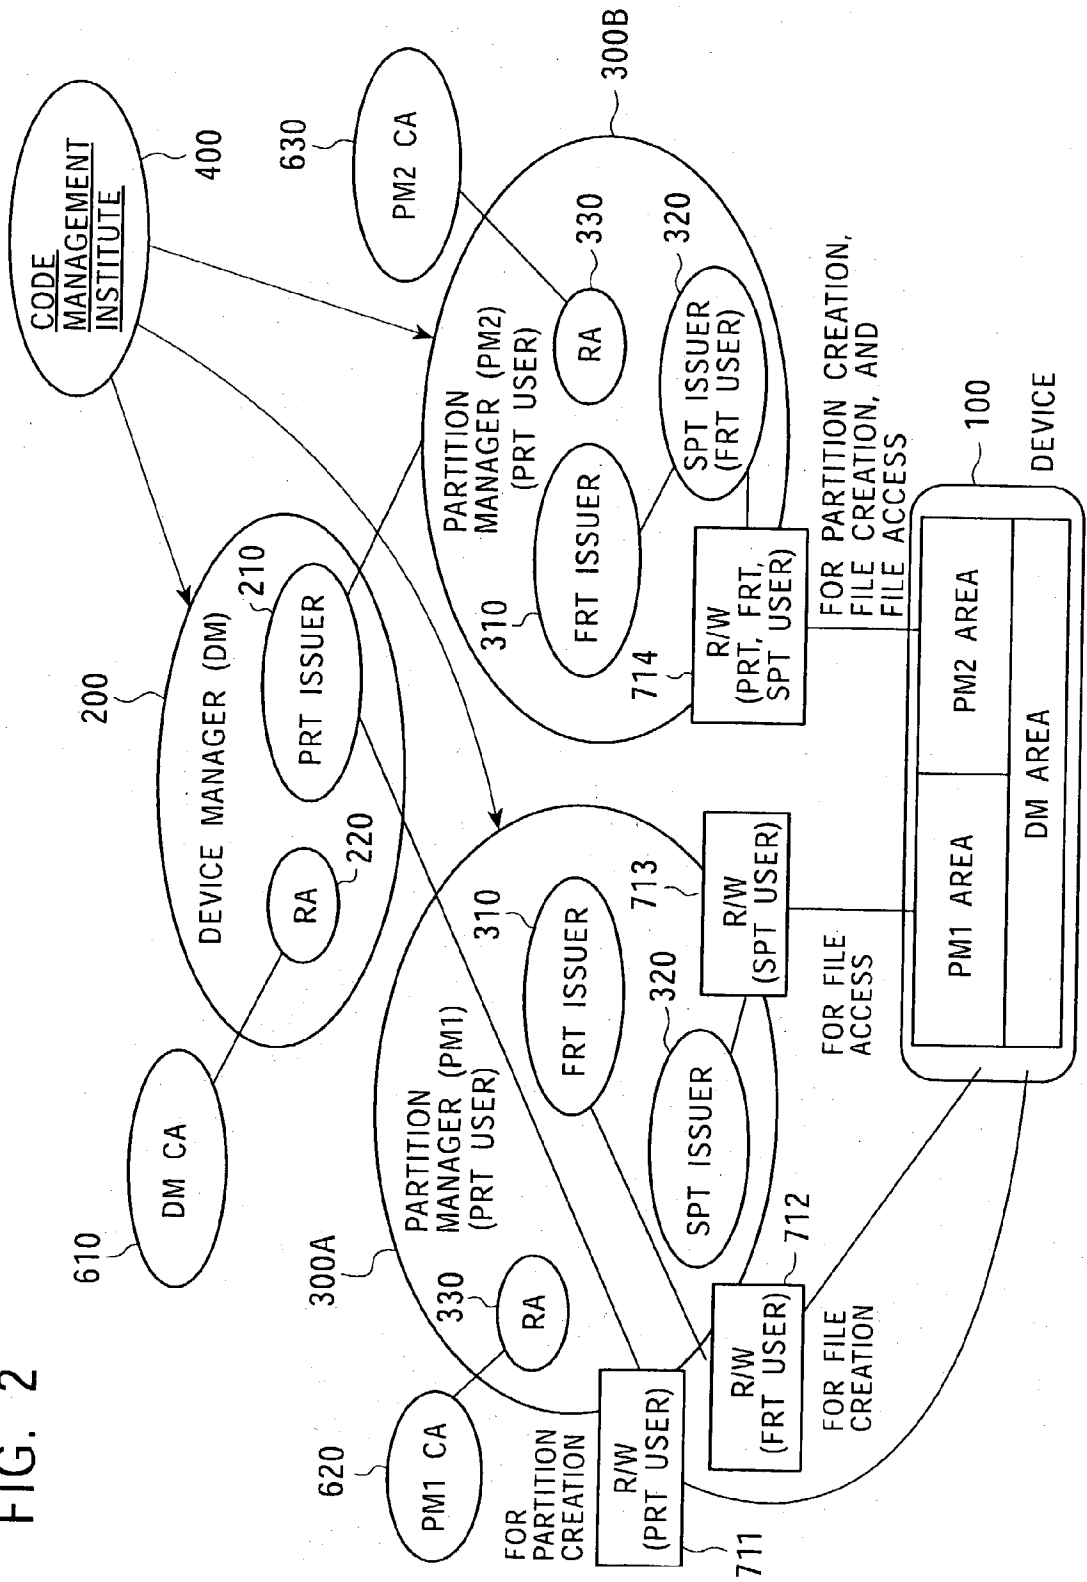 FIG. 2
CODE
MANAGEMENT
INSTITUTE
400
200
DEVICE MANAGER (DM)
210
PRT ISSUER
RA
220
610
DM CA
630
PM2 CA
300B
PARTITION
MANAGER (PM2)
(PRT USER)
RA
330
310
FRT ISSUER
320
SPT ISSUER
(FRT USER)
714
R/W
(PRT, FRT,
SPT USER)
FOR PARTITION CREATION,
FILE CREATION, AND
FILE ACCESS
300A
PARTITION
MANAGER (PM1)
(PRT USER)
330
RA
620
PM1 CA
310
FRT ISSUER
320
SPT ISSUER
713
R/W
(SPT USER)
FOR FILE
ACCESS
712
R/W
(FRT USER)
FOR FILE
CREATION
FOR
PARTITION
CREATION
R/W
(PRT USER)
711
100
DEVICE
PM1 AREA
PM2 AREA
DM AREA